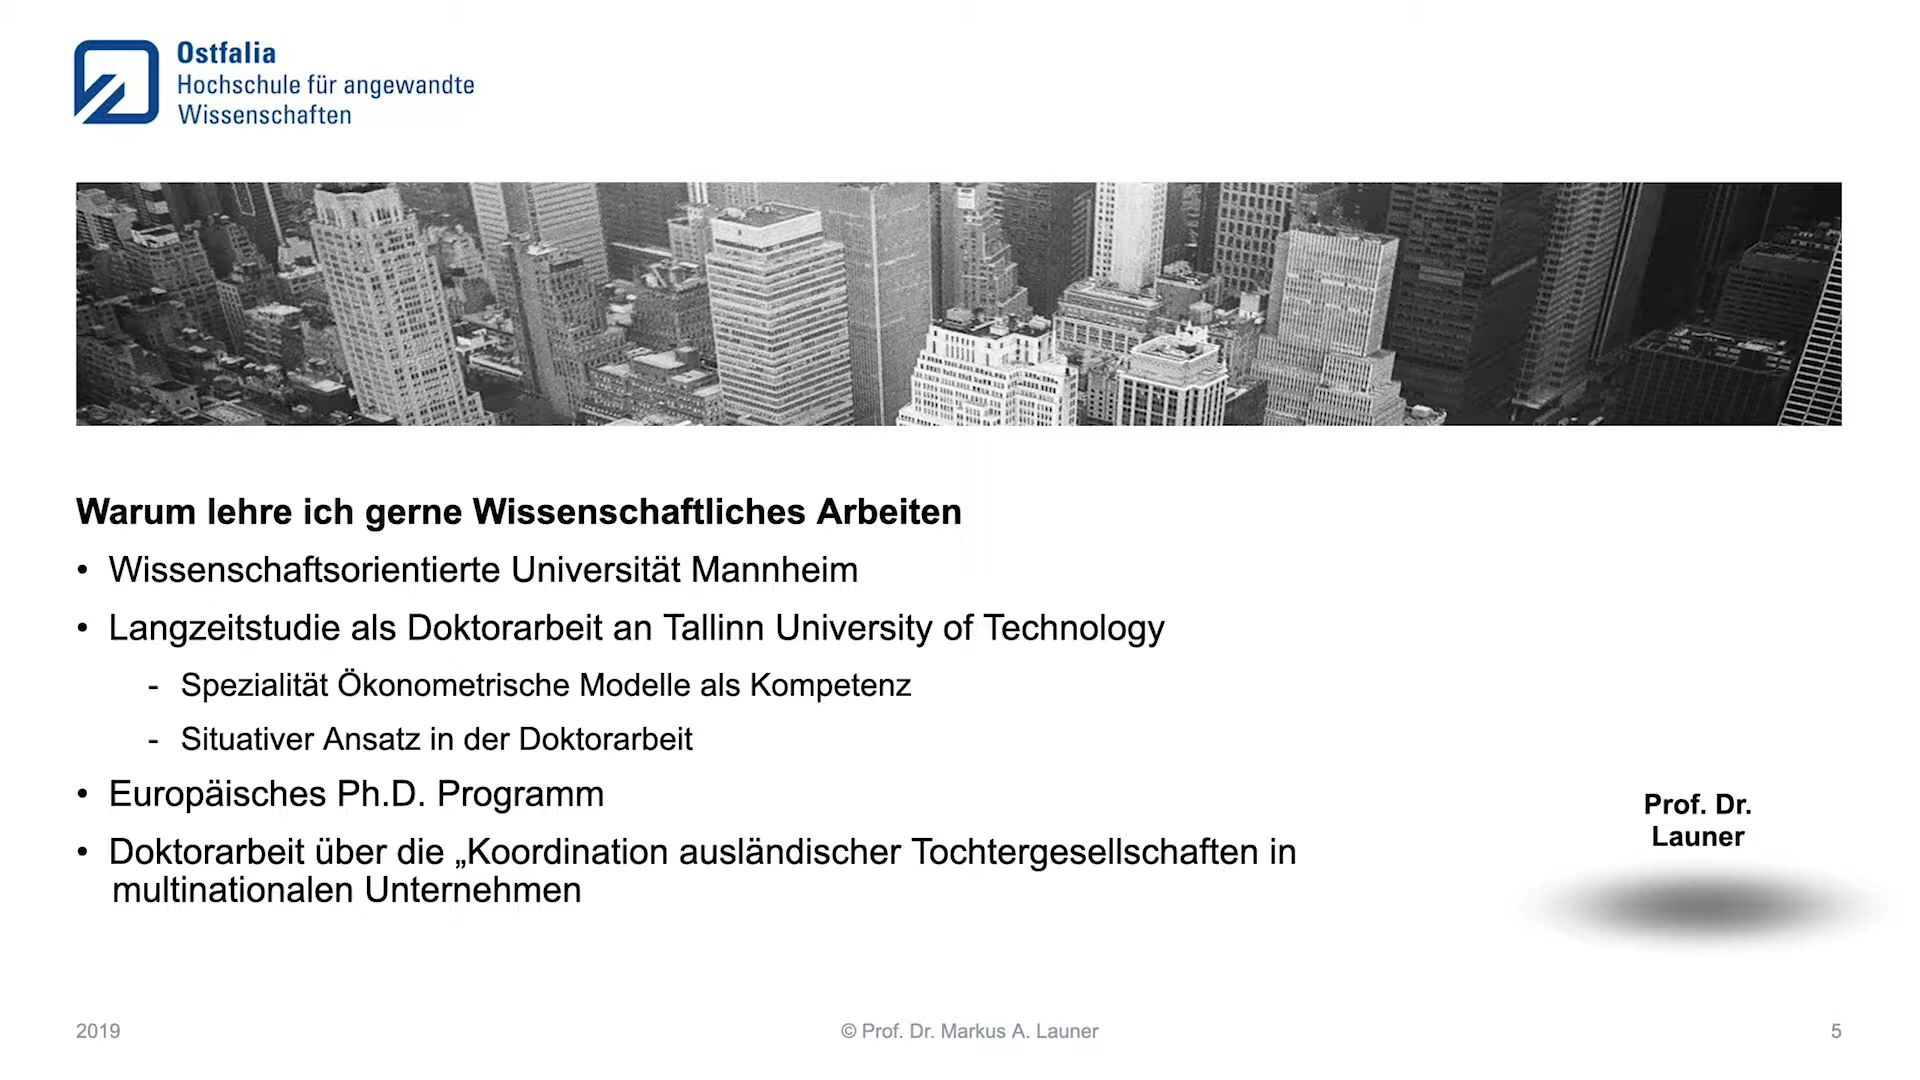 Ostfalia
Hochschule für angewandte
Wissenschaften
Warum lehre ich gerne Wissenschaftliches Arbeiten
• Wissenschaftsorientierte Universität Mannheim
• Langzeitstudie als Doktorarbeit an Tallinn University of Technology
- Spezialität Ökonometrische Modelle als Kompetenz
- Situativer Ansatz in der Doktorarbeit
• Europäisches Ph.D. Programm
• Doktorarbeit über die „Koordination ausländischer Tochtergesellschaften in
multinationalen Unternehmen
Prof. Dr.
Launer
2019
© Prof. Dr. Markus A. Launer
5